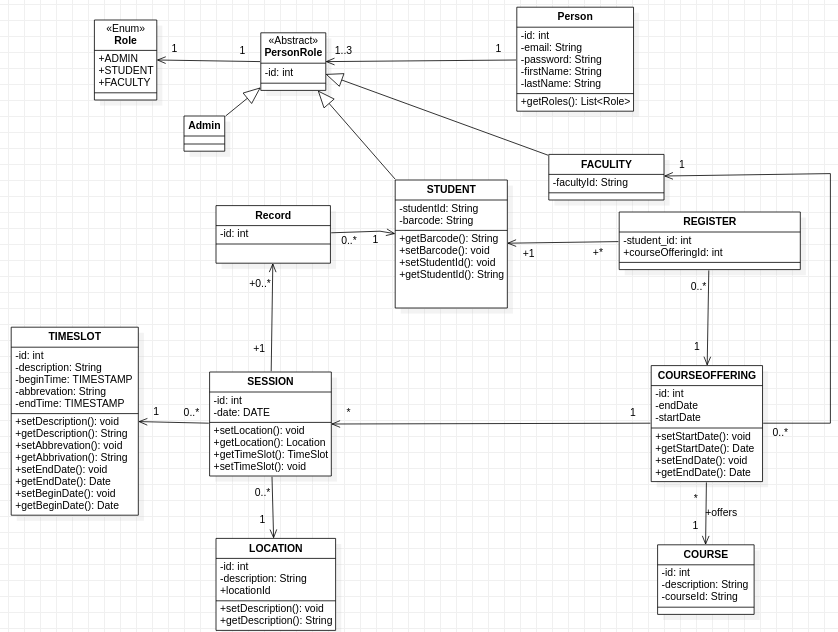 «Enum»
Role
+ADMIN
+STUDENT
+FACULTY
1
1
«Abstract»
PersonRole
-id: int
1..3
1
Person
-id: int
-email: String
-password: String
-firstName: String
-lastName: String
+getRoles(): List<Role>
Admin
FACULITY
-facultyId: String
1
STUDENT
-studentId: String
-barcode: String
+getBarcode(): String
+setBarcode(): void
+setStudentId(): void
+getStudentId(): String
Record
-id: int
0..*
1
REGISTER
-student_id: int
+courseOfferingId: int
+1
+*
+0..*
+1
0..*
1
TIMESLOT
-id: int
-description: String
-beginTime: TIMESTAMP
-abbrevation: String
-endTime: TIMESTAMP
+setDescription(): void
+getDescription(): String
+setAbbrevation(): void
+getAbbrivation(): String
+setEndDate(): void
+getEndDate(): Date
+setBeginDate(): void
+getBeginDate(): Date
1
0..*
SESSION
-id: int
-date: DATE
+setLocation(): void
+getLocation(): Location
+getTimeSlot(): TimeSlot
+setTimeSlot(): void
*
1
COURSEOFFERING
-id: int
-endDate
-startDate
+setStartDate(): void
+getStartDate(): Date
+setEndDate(): void
+getEndDate(): Date
0..*
0..*
1
*
+offers
1
LOCATION
-id: int
-description: String
+locationId
+setDescription(): void
+getDescription(): String
COURSE
-id: int
-description: String
-courseId: String